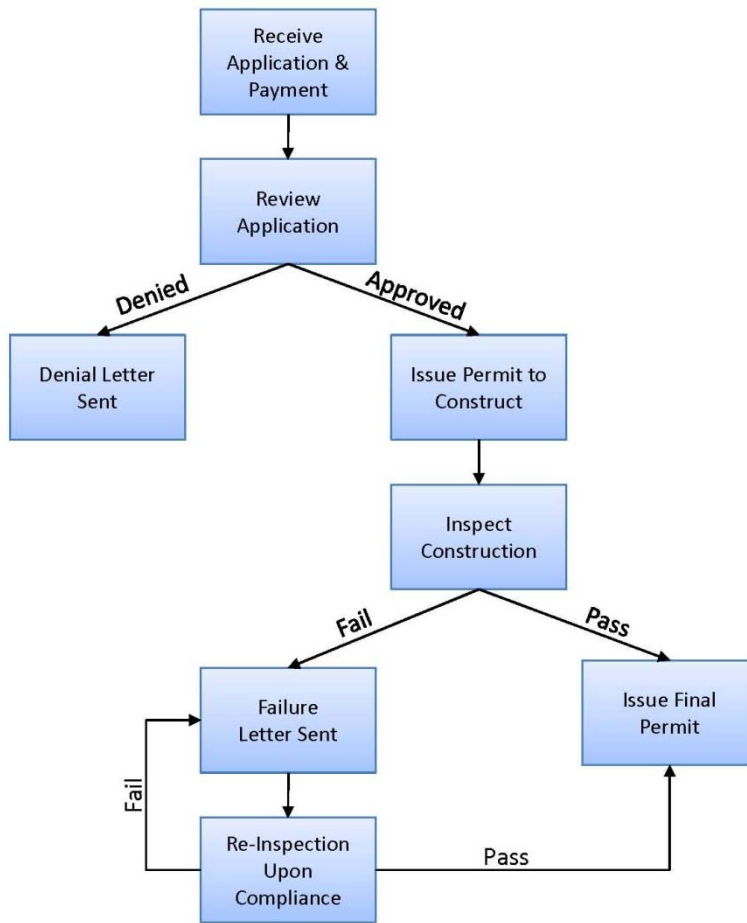 Receive
Application &
Payment
Review
Application
Denied
Approved
Denial Letter
Sent
Issue Permit to
Construct
Inspect
Construction
Fail
Pass
Failure
Letter Sent
Issue Final
Permit
Fail
Re-Inspection
Upon
Compliance
Pass